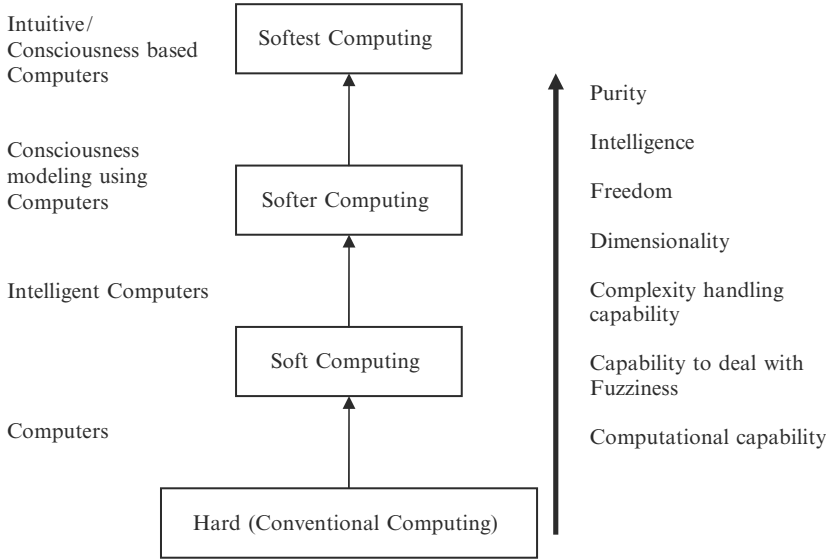 Intuitive/
Consciousness based
Computers
Softest Computing
Consciousness
modeling using
Computers
Softer Computing
Intelligent Computers
Soft Computing
Computers
Hard (Conventional Computing)
Purity
Intelligence
Freedom
Dimensionality
Complexity handling
capability
Capability to deal with
Fuzziness
Computational capability